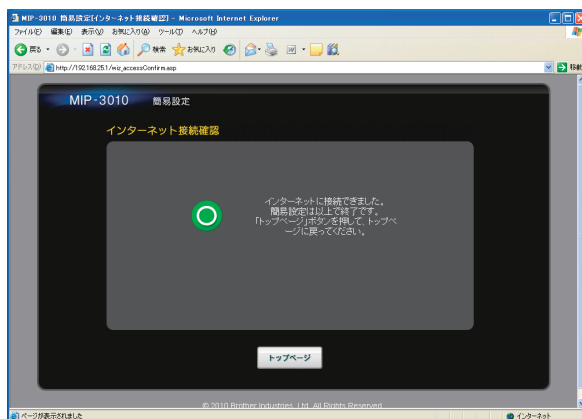 MIP-3010 簡易設定[インターネット接続確認] - Microsoft Internet Explorer
ファイル(F) 編集(E) 表示(V) お気に入り(A) ツール(T) ヘルプ(H)
戻る 検索 お気に入り
アドレス(D) http://192.168.25.1/wiz_accessConfirm.asp 移動
MIP-3010 簡易設定
インターネット接続確認
インターネットに接続できました。
簡易設定は以上で終了です。
「トップページ」ボタンを押して、トップペ
ージに戻ってください。
トップページ
© 2010 Brother Industries, Ltd. All Rights Reserved.
ページが表示されました インターネット